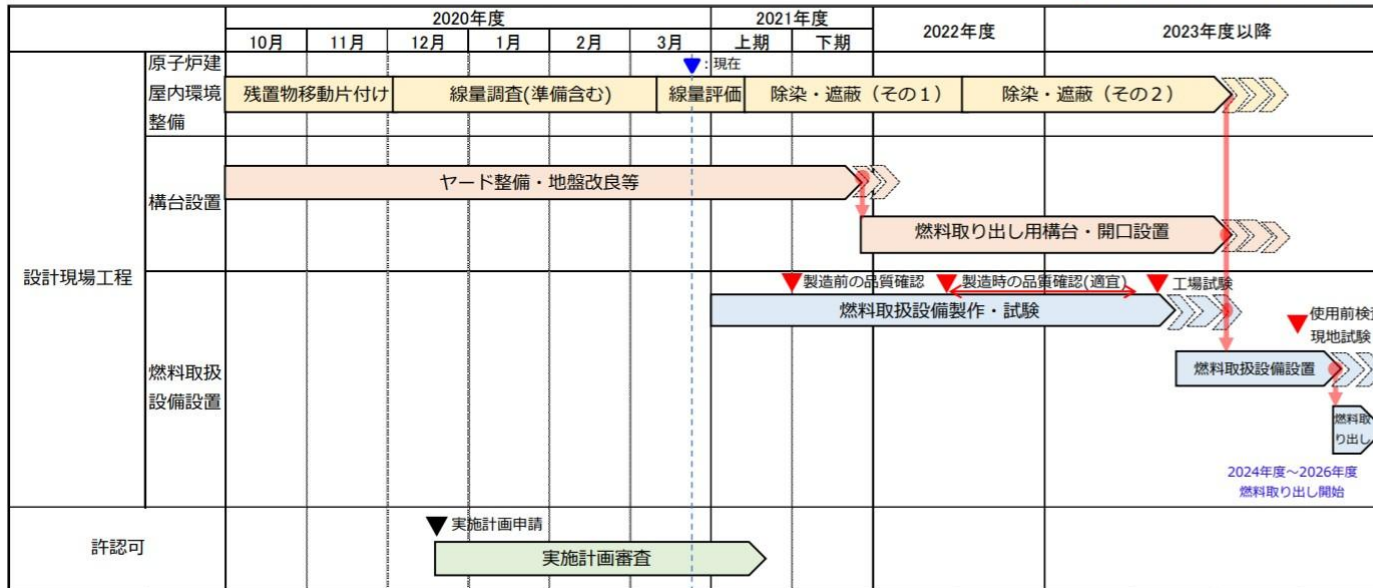 2020年度
2021年度
2022年度
2023年度以降
10月
11月
12月
1月
2月
3月
上期
下期
:現在
設計現場工程
原子炉建
屋内環境
整備
残置物移動片付け
線量調査(準備含む)
線量評価
除染・遮蔽（その１）
除染・遮蔽（その２）
構台設置
ヤード整備・地盤改良等
燃料取り出し用構台・開口設置
燃料取扱
設備設置
製造前の品質確認
製造時の品質確認(適宜)
工場試験
燃料取扱設備製作・試験
使用前検査
現地試験
燃料取扱設備設置
燃料取
り出し
2024年度～2026年度
燃料取り出し開始
許認可
実施計画申請
実施計画審査